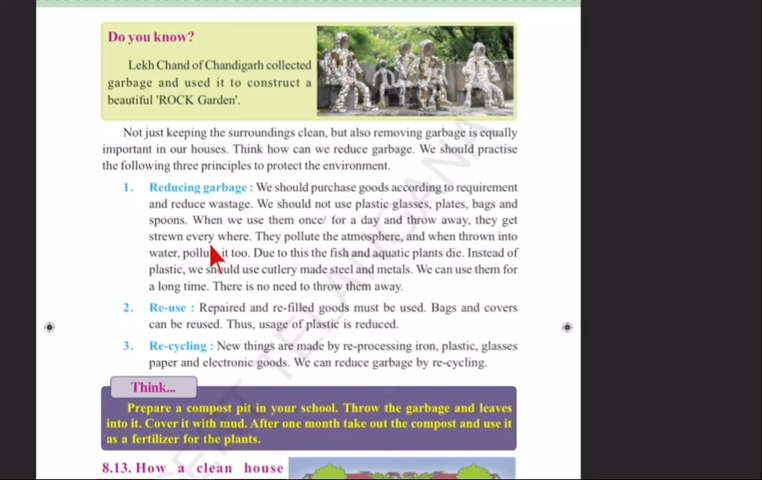 Do you know?
Lekh Chand of Chandigarh collected
garbage and used it to construct a
beautiful 'ROCK Garden'.
Not just keeping the surroundings clean, but also removing garbage is equally
important in our houses. Think how can we reduce garbage. We should practise
the following three principles to protect the environment.
1. Reducing garbage : We should purchase goods according to requirement
and reduce wastage. We should not use plastic glasses, plates, bags and
spoons. When we use them once/ for a day and throw away, they get
strewn every where. They pollute the atmosphere, and when thrown into
water, it too. Due to this the fish and aquatic plants die. Instead of
plastic, we should use cutlery made steel and metals. We can use them for
a long time. There is no need to throw them away.
2. Re-use : Repaired and re-filled goods must be used. Bags and covers
can be reused. Thus, usage of plastic is reduced.
3. Re-cycling : New things are made by re-processing iron, plastic, glasses
paper and electronic goods. We can reduce garbage by re-cycling.
Think...
Prepare a compost pit in your school. Throw the garbage and leaves
into it. Cover it with mud. After one month take out the compost and use it
as a fertilizer for the plants.
8.13. How a clean house